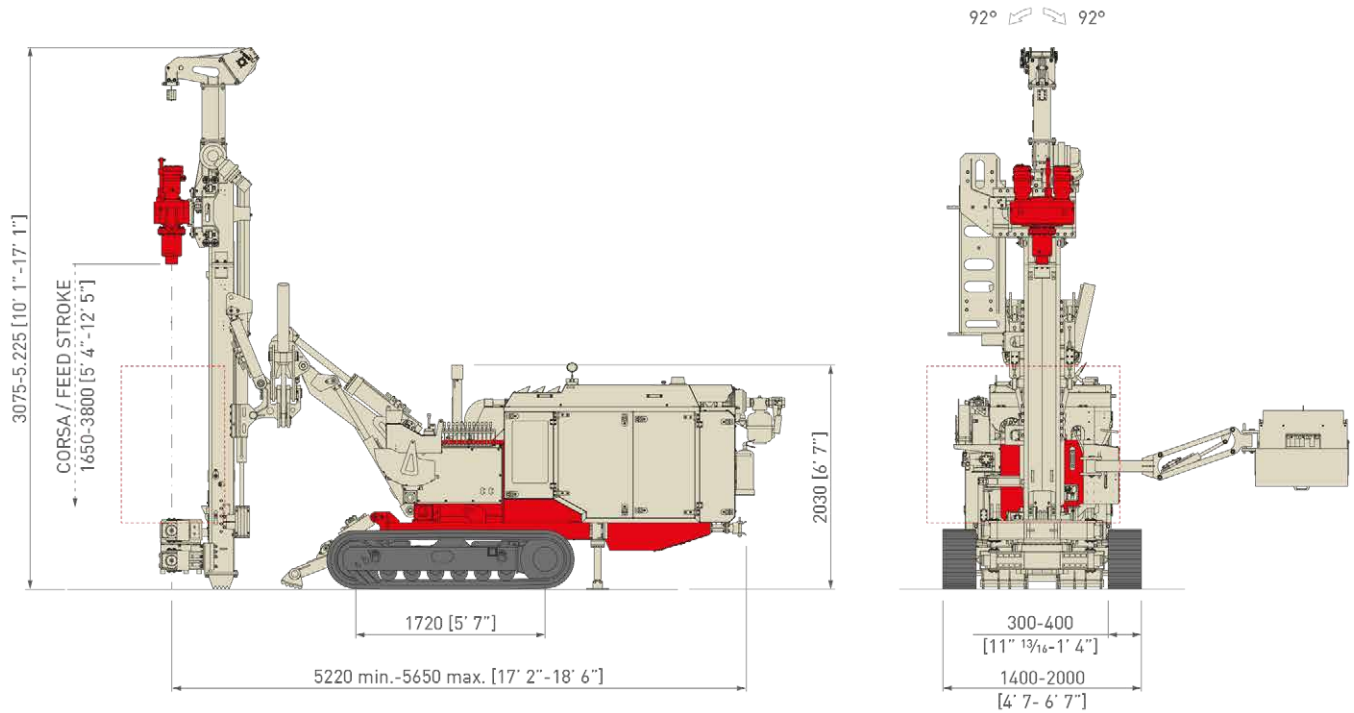 92° 92°
3075-5.225 [10' 1"-17' 1"]
CORSA / FEED STROKE
1650-3800 [5' 4"-12' 5"]
2030 [6' 7"]
1720 [5' 7"]
5220 min.-5650 max. [17' 2"-18' 6"]
300-400
[11" 13/16-1' 4"]
1400-2000
[4' 7- 6' 7"]